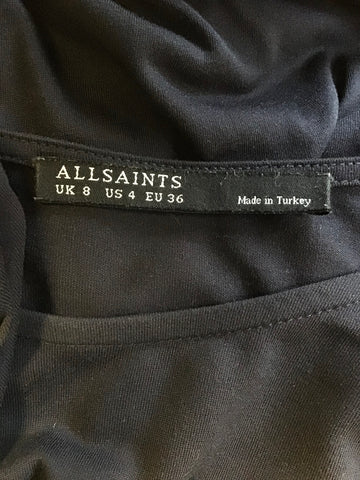 ALLSAINTS
UK 8 US 4 EU 36 Made in Turkey